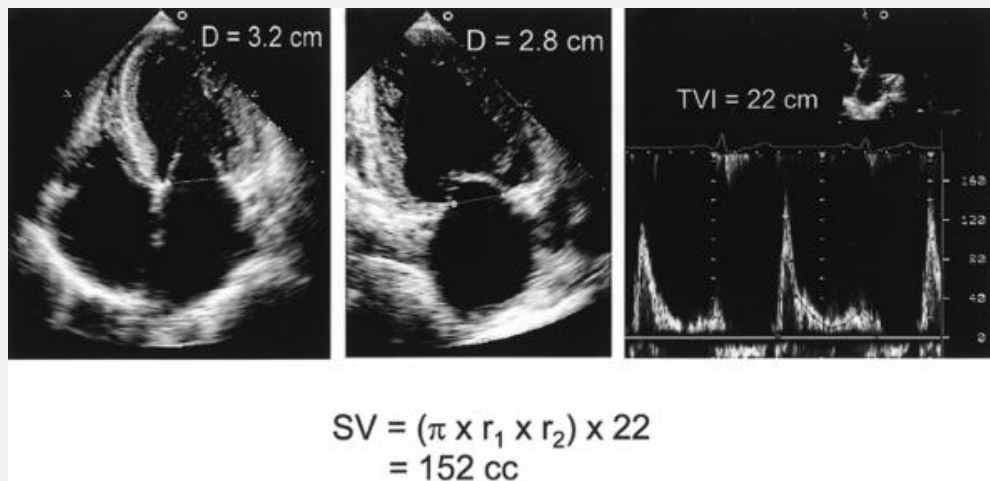 D = 3.2 cm
D = 2.8 cm
TVI = 22 cm
160
120
80
40
0
SV = (π x r₁ x r₂) x 22
= 152 cc